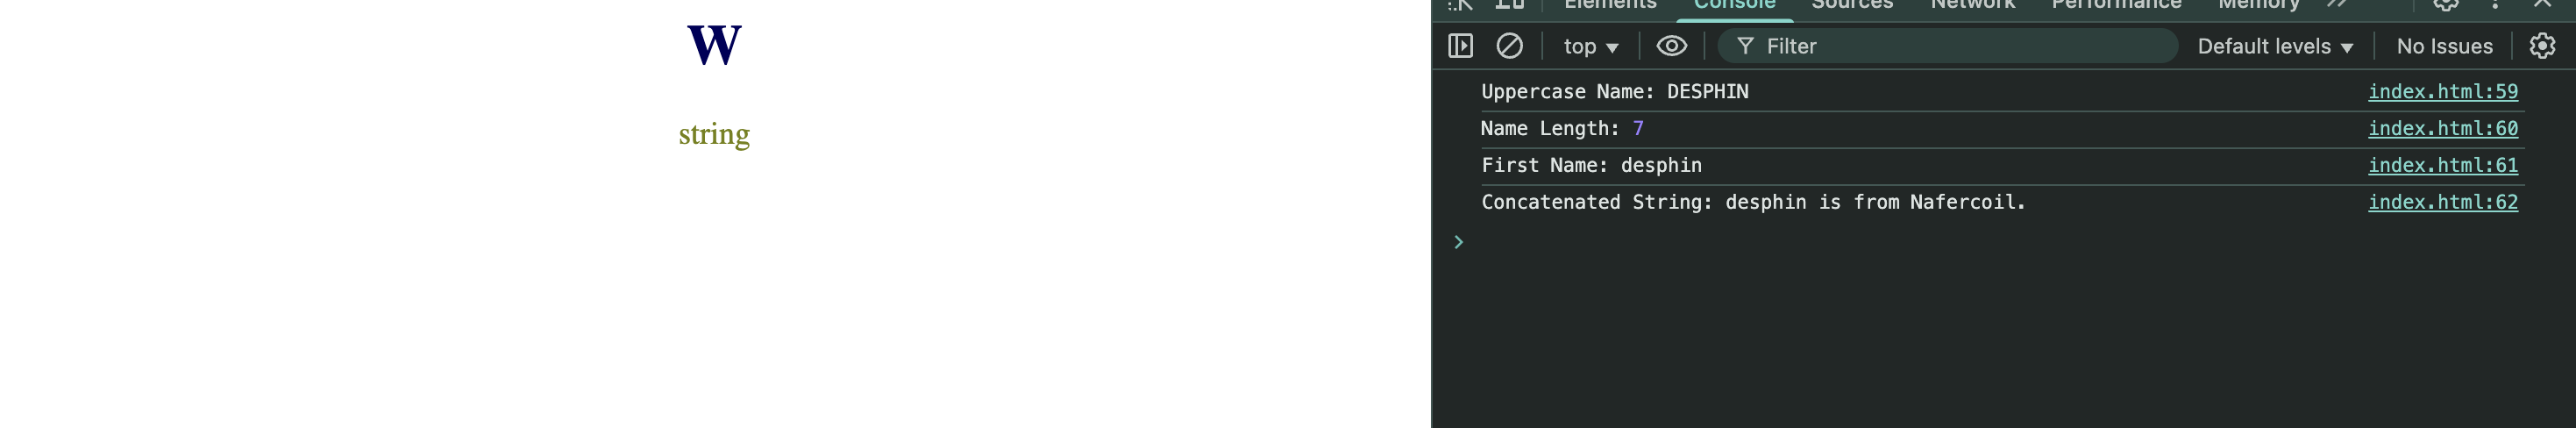 W
string
Elements Console Sources Network Performance Memory
top Filter Default levels No Issues
Uppercase Name: DESPHIN index.html:59
Name Length: 7 index.html:60
First Name: desphin index.html:61
Concatenated String: desphin is from Nafercoil. index.html:62